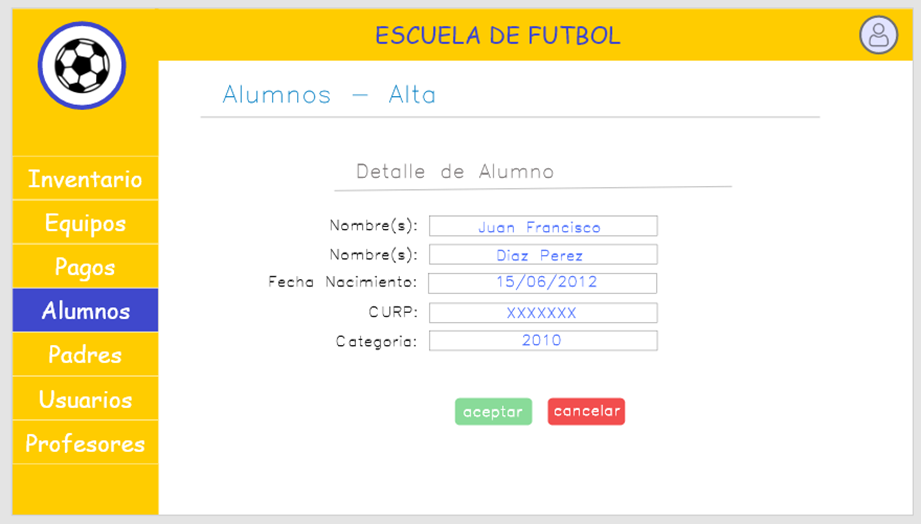 ESCUELA DE FUTBOL
Alumnos - Alta
Inventario
Equipos
Pagos
Alumnos
Padres
Usuarios
Profesores
Detalle de Alumno
Nombre(s): Juan Francisco
Nombre(s): Diaz Perez
Fecha Nacimiento: 15/06/2012
CURP: XXXXXXX
Categoria: 2010
aceptar cancelar